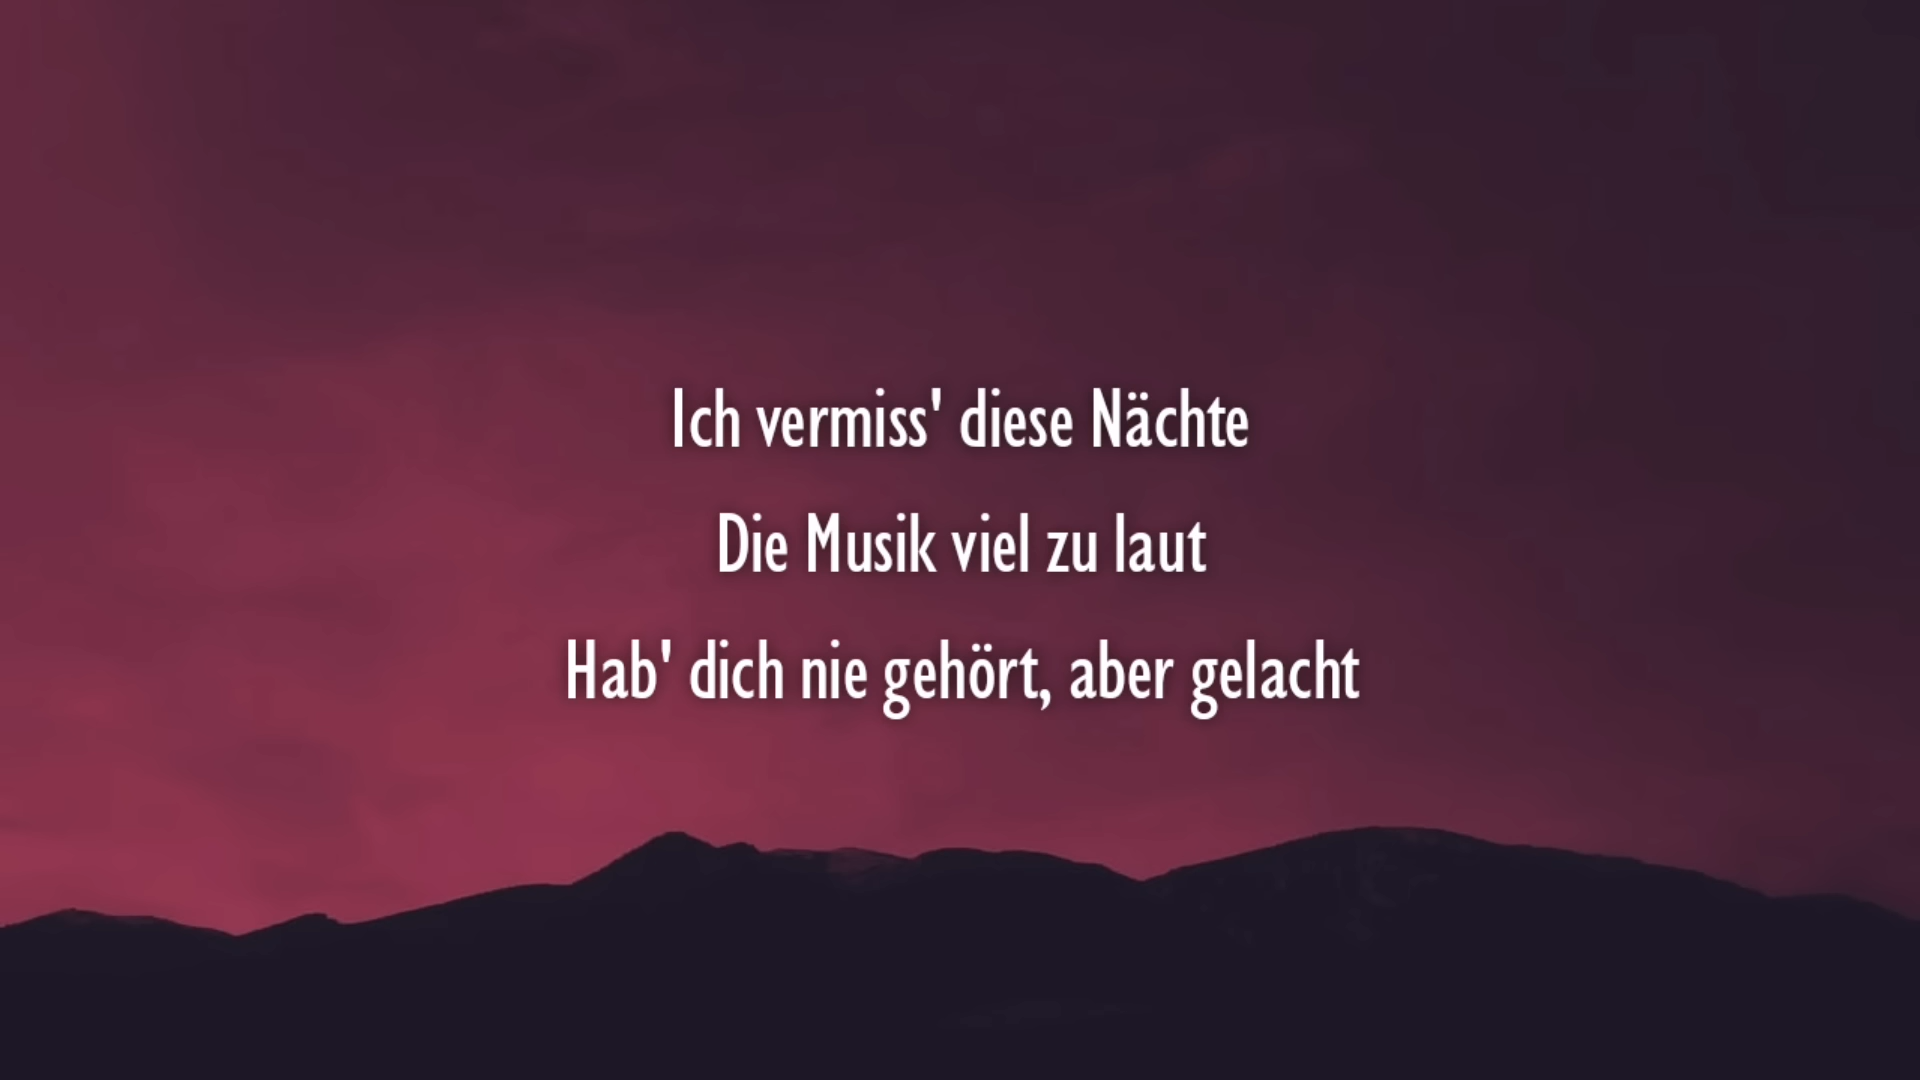 Ich vermiss' diese Nächte
Die Musik viel zu laut
Hab' dich nie gehört, aber gelacht